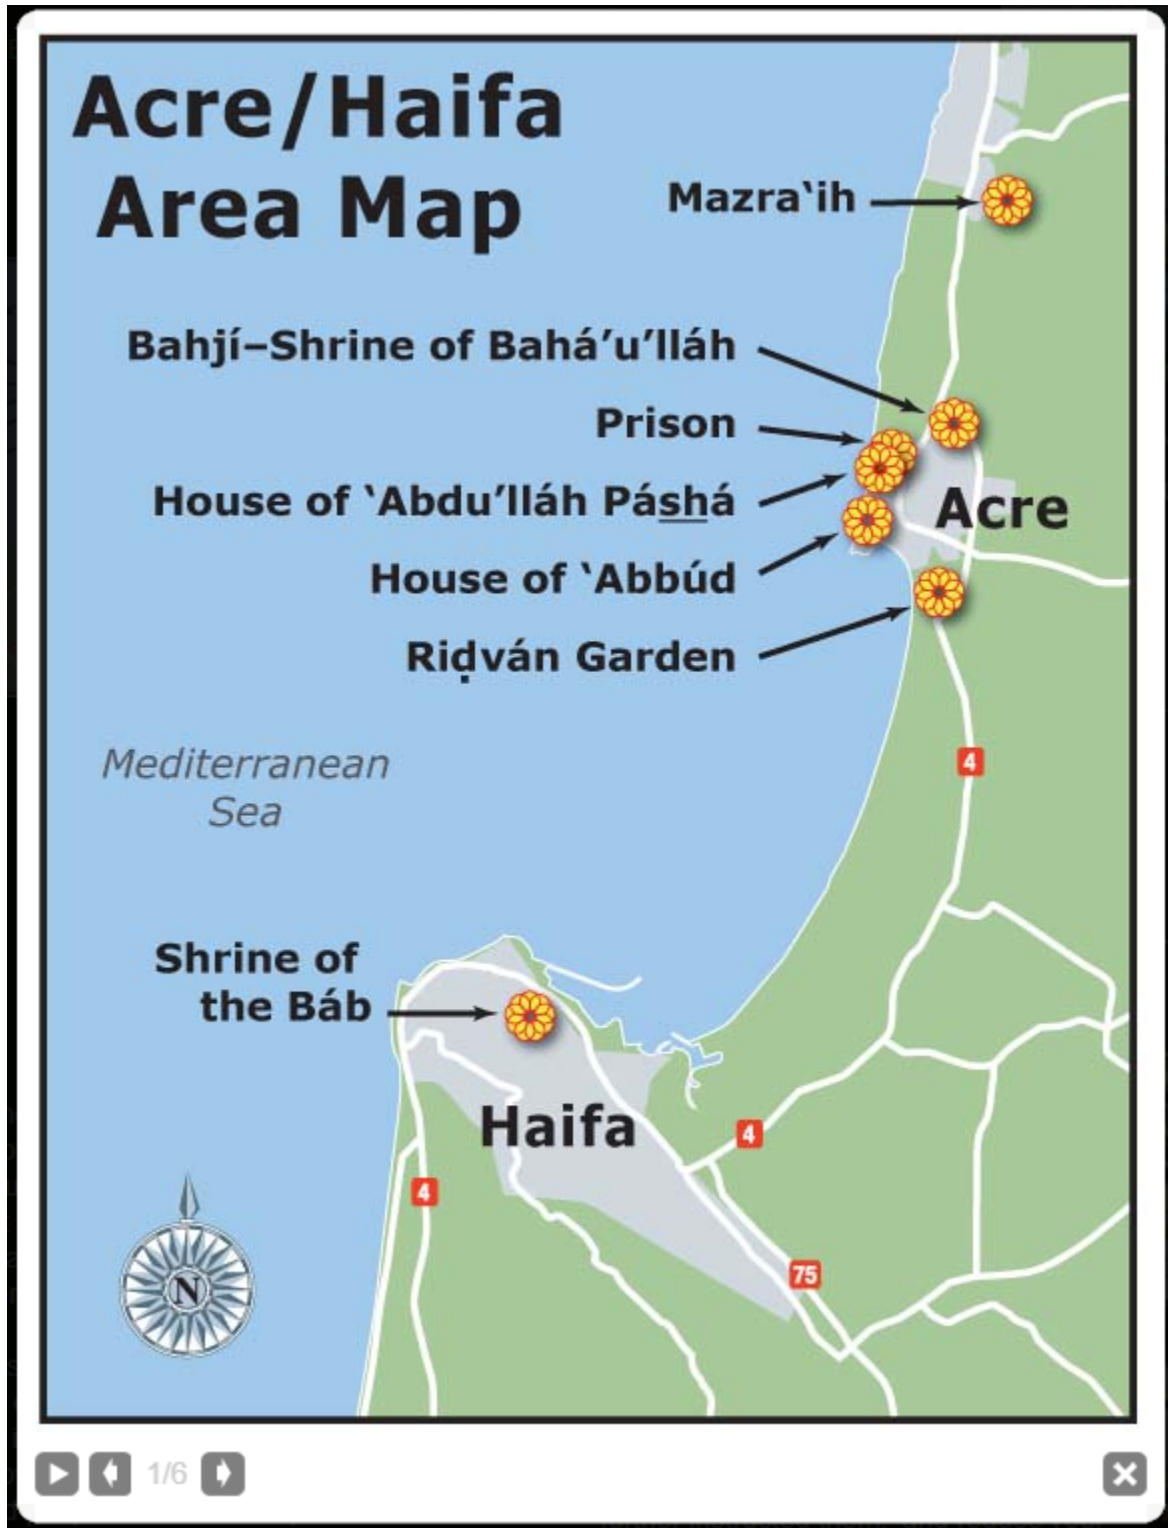 Acre/Haifa
Area Map
Mazra‘ih
Bahjí–Shrine of Bahá’u’lláh
Prison
House of ‘Abdu’lláh Páshá
Acre
House of ‘Abbúd
Riḍván Garden
4
Mediterranean
Sea
Shrine of
the Báb
Haifa
4
4
75
N
1/6